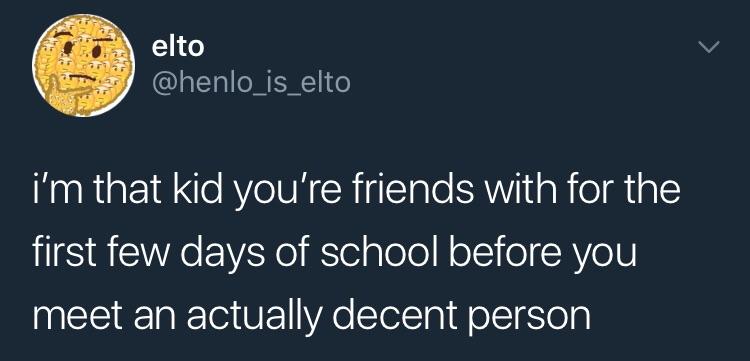 elto
@henlo_is_elto
i'm that kid you're friends with for the
first few days of school before you
meet an actually decent person